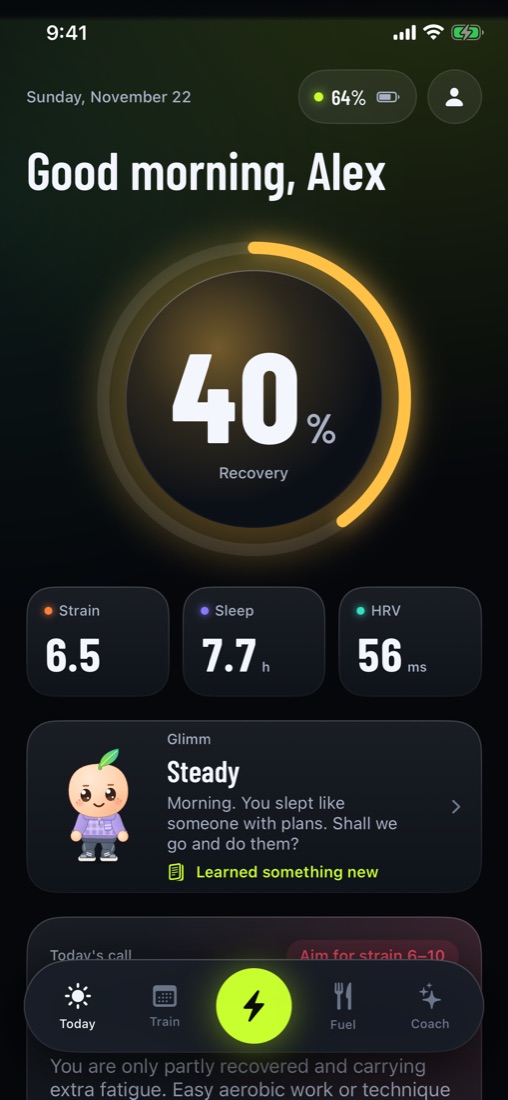 9:41
Sunday, November 22
64%
Good morning, Alex
40%
Recovery
Strain
6.5
Sleep
7.7 h
HRV
56 ms
Glimm
Steady
Morning. You slept like
someone with plans. Shall we
go and do them?
Learned something new
Today's call
Aim for strain 6–10
Today
Train
Fuel
Coach
You are only partly recovered and carrying
extra fatigue. Easy aerobic work or technique